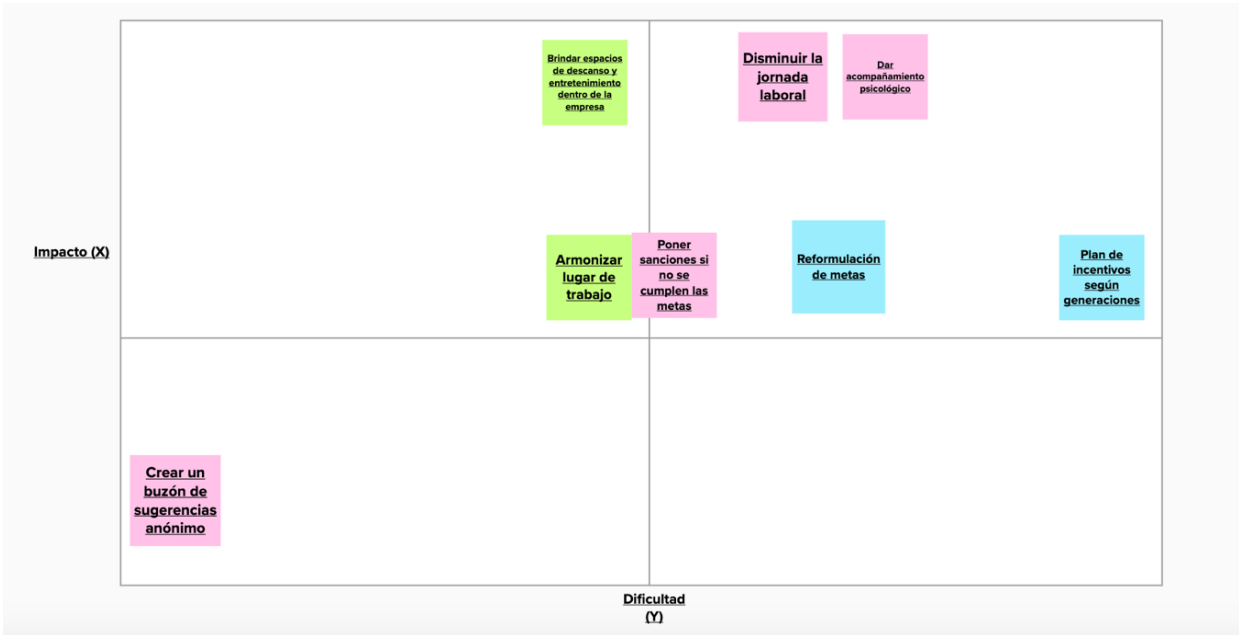 Brindar espacios
de descanso y
entretenimiento
dentro de la
empresa
Disminuir la
jornada
laboral
Dar
acompañamiento
psicológico
Impacto (X)
Armonizar
lugar de
trabajo
Poner
sanciones si
no se
cumplen las
metas
Reformulación
de metas
Plan de
incentivos
según
generaciones
Crear un
buzón de
sugerencias
anónimo
Dificultad
(Y)